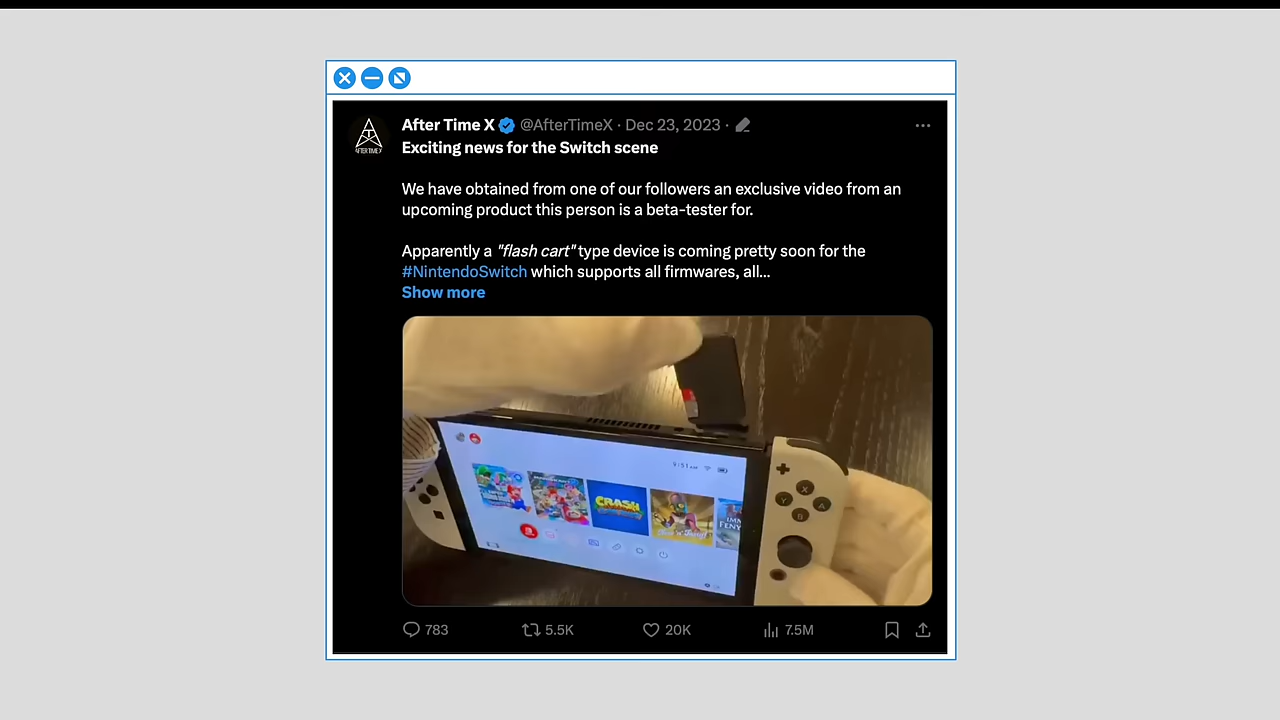 After Time X @AfterTimeX · Dec 23, 2023 ·
Exciting news for the Switch scene
We have obtained from one of our followers an exclusive video from an
upcoming product this person is a beta-tester for.
Apparently a "flash cart" type device is coming pretty soon for the
#NintendoSwitch which supports all firmwares, all...
Show more
9:51
CRASH
X
Y
A
B
783
5.5K
20K
7.5M